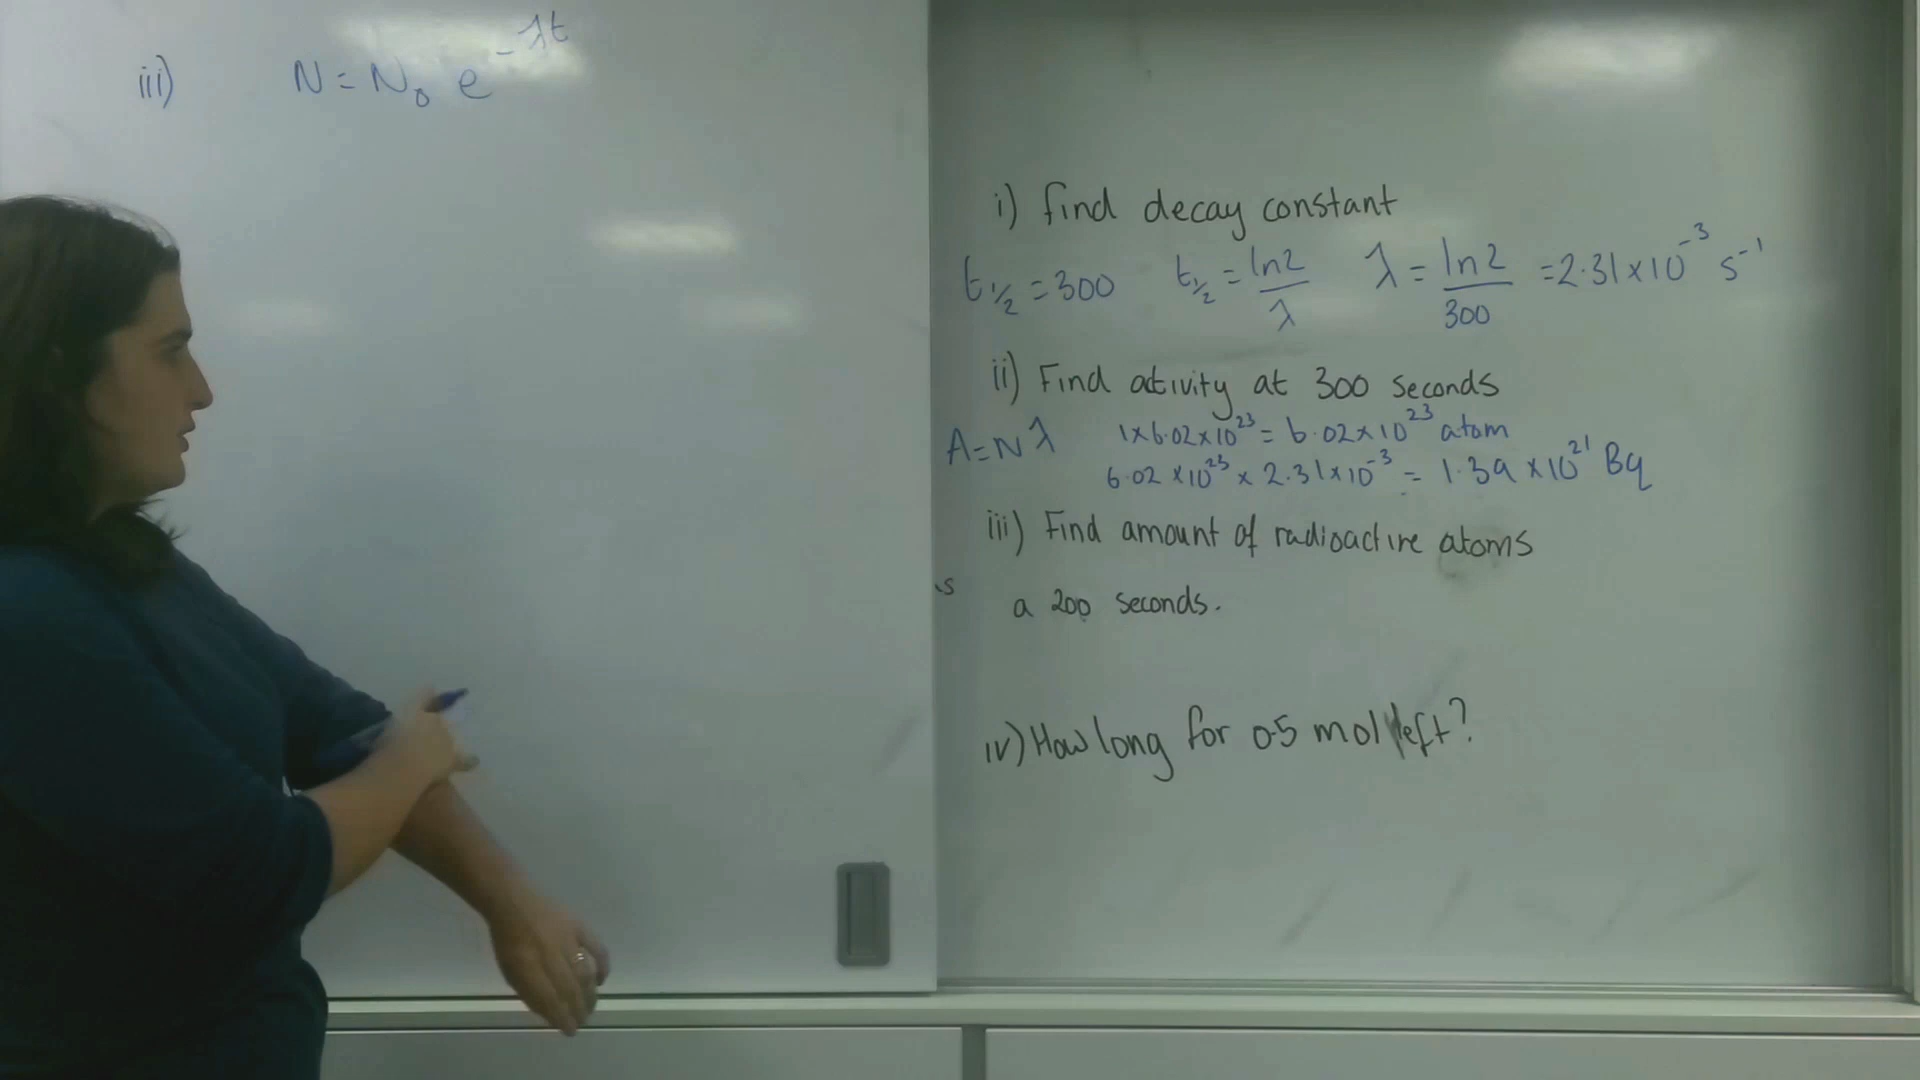 iii) N = N₀ e^(-λt)
i) find decay constant
t½ = 300 t½ = ln2/λ λ = ln2/300 = 2.31 x 10⁻³ s⁻¹
ii) Find activity at 300 seconds
A = Nλ 1 x 6.02 x 10²³ = 6.02 x 10²³ atom
6.02 x 10²³ x 2.31 x 10⁻³ = 1.39 x 10²¹ Bq
iii) Find amount of radioactive atoms
a 200 seconds.
iv) How long for 0.5 mol left?